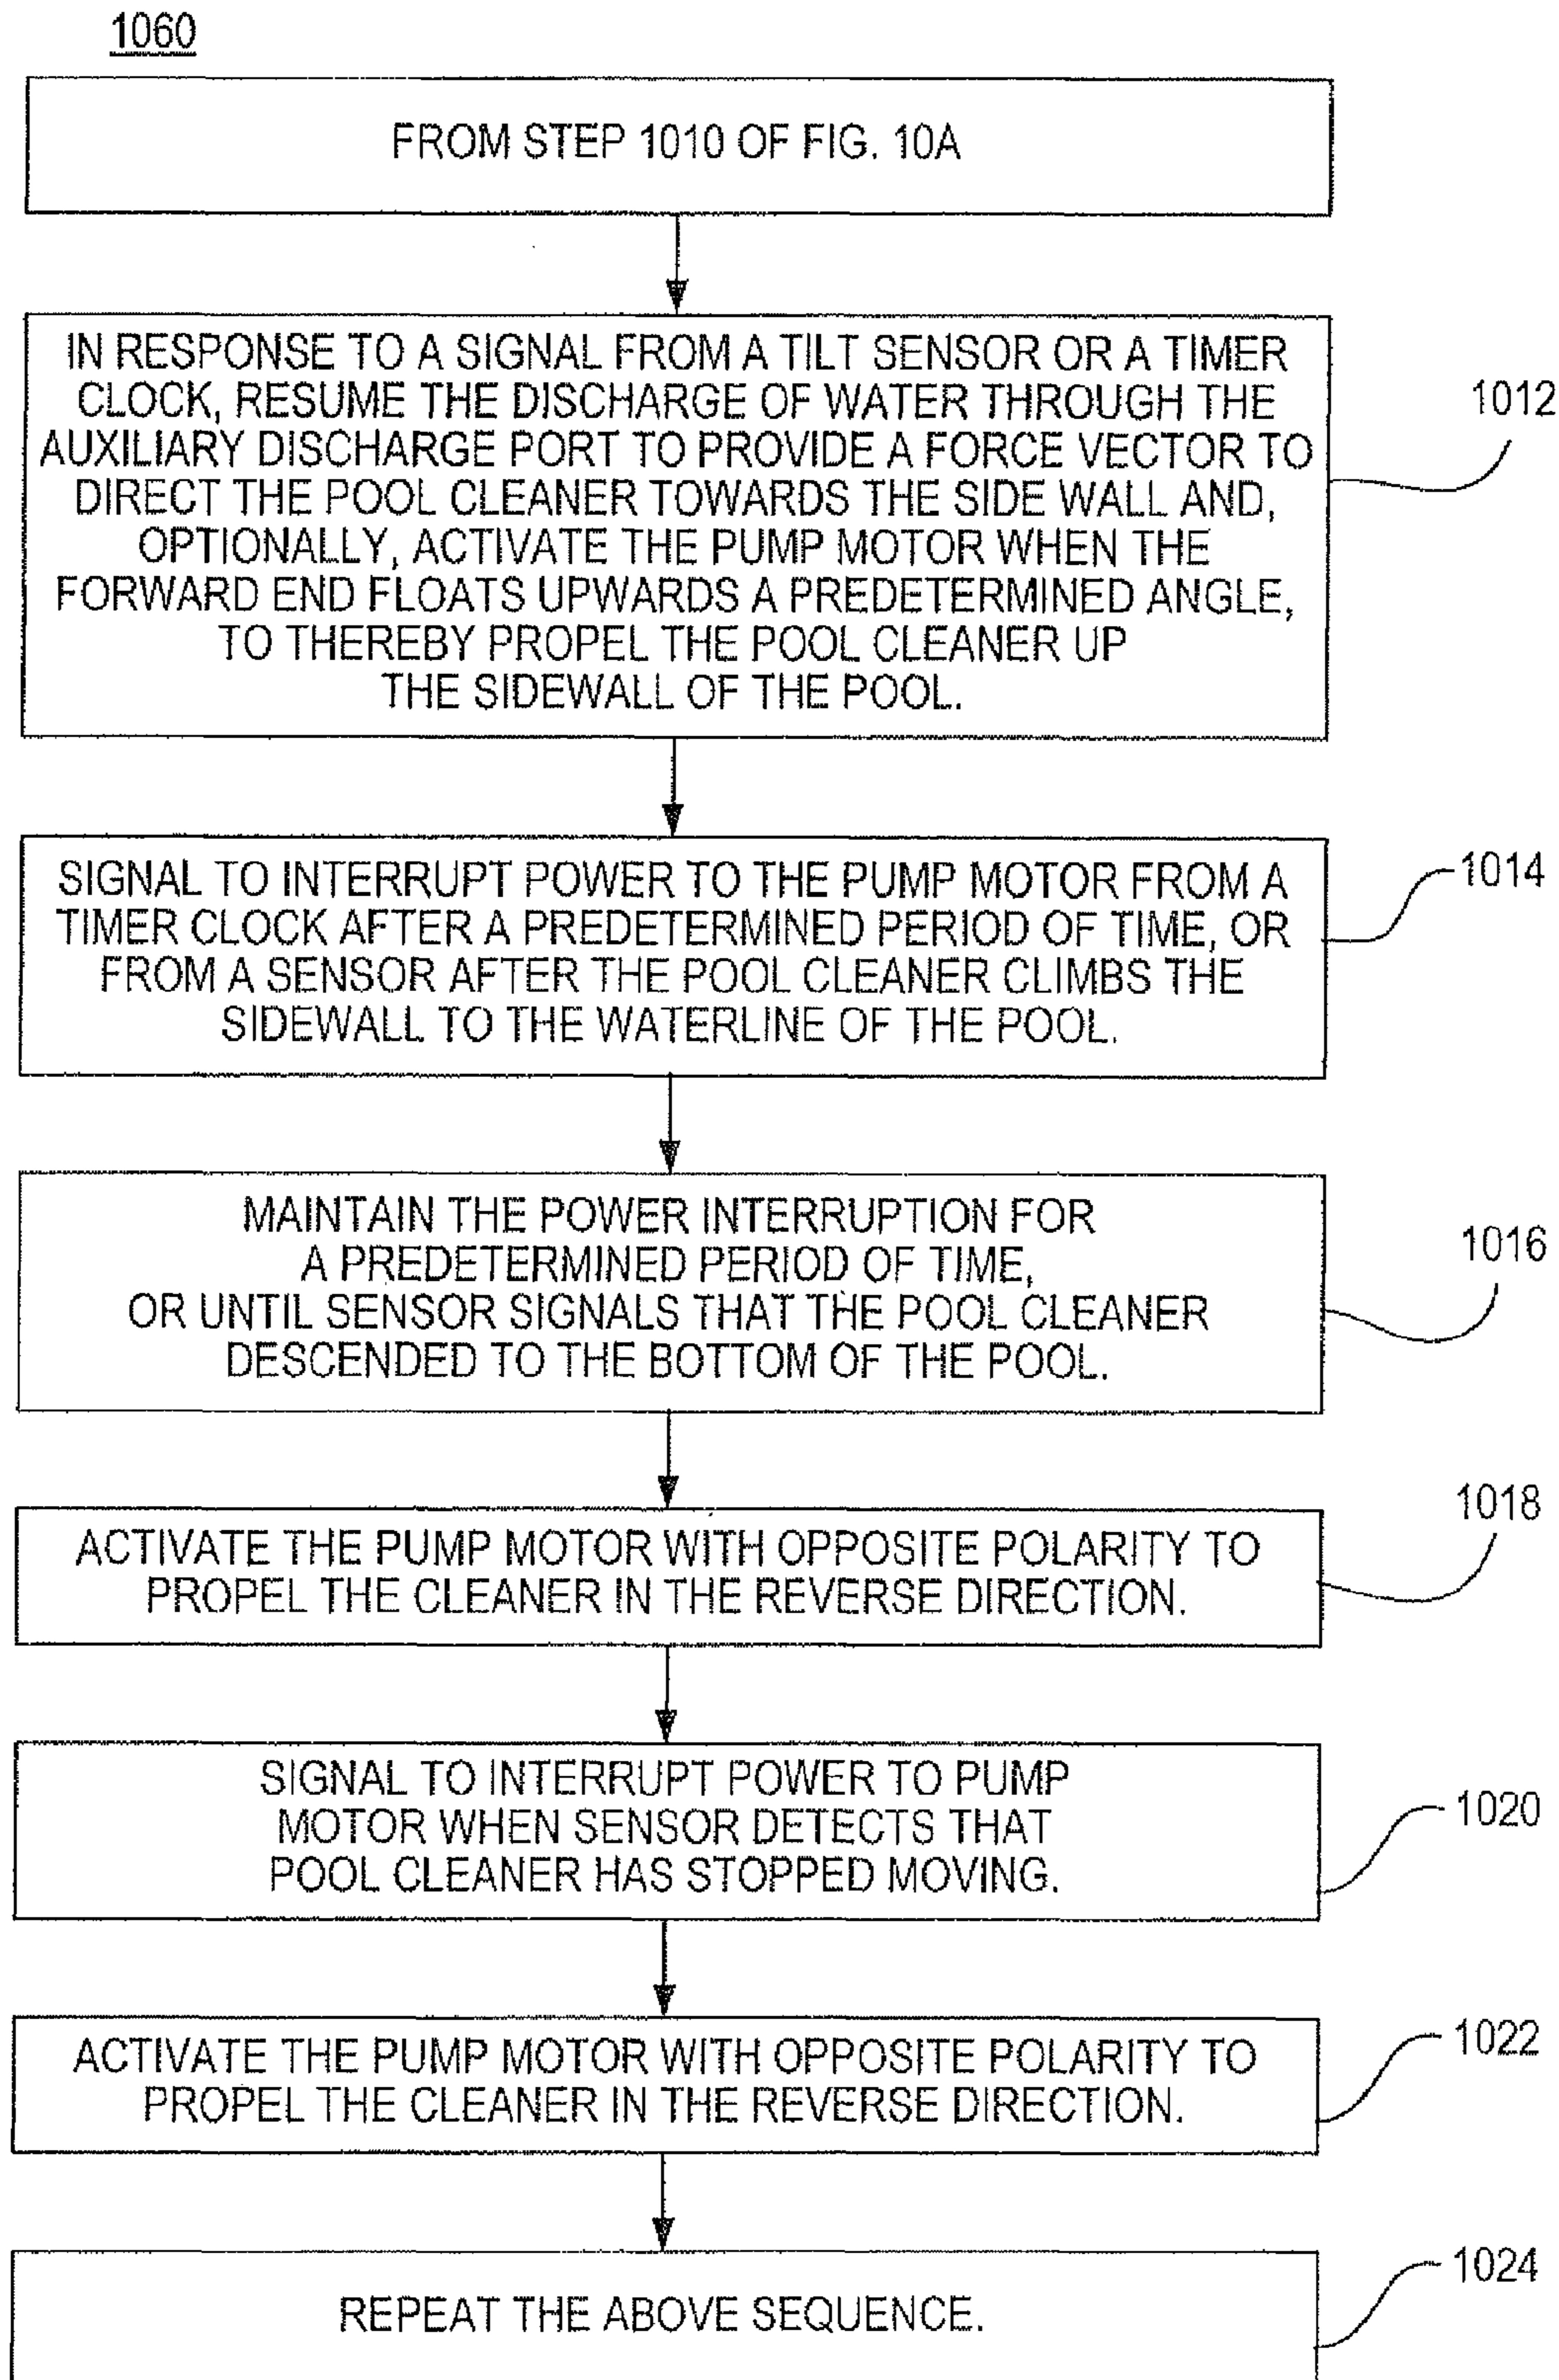 1060
FROM STEP 1010 OF FIG. 10A
IN RESPONSE TO A SIGNAL FROM A TILT SENSOR OR A TIMER
CLOCK, RESUME THE DISCHARGE OF WATER THROUGH THE
AUXILIARY DISCHARGE PORT TO PROVIDE A FORCE VECTOR TO
DIRECT THE POOL CLEANER TOWARDS THE SIDE WALL AND,
OPTIONALLY, ACTIVATE THE PUMP MOTOR WHEN THE
FORWARD END FLOATS UPWARDS A PREDETERMINED ANGLE,
TO THEREBY PROPEL THE POOL CLEANER UP
THE SIDEWALL OF THE POOL.
1012
SIGNAL TO INTERRUPT POWER TO THE PUMP MOTOR FROM A
TIMER CLOCK AFTER A PREDETERMINED PERIOD OF TIME, OR
FROM A SENSOR AFTER THE POOL CLEANER CLIMBS THE
SIDEWALL TO THE WATERLINE OF THE POOL.
1014
MAINTAIN THE POWER INTERRUPTION FOR
A PREDETERMINED PERIOD OF TIME,
OR UNTIL SENSOR SIGNALS THAT THE POOL CLEANER
DESCENDED TO THE BOTTOM OF THE POOL.
1016
ACTIVATE THE PUMP MOTOR WITH OPPOSITE POLARITY TO
PROPEL THE CLEANER IN THE REVERSE DIRECTION.
1018
SIGNAL TO INTERRUPT POWER TO PUMP
MOTOR WHEN SENSOR DETECTS THAT
POOL CLEANER HAS STOPPED MOVING.
1020
ACTIVATE THE PUMP MOTOR WITH OPPOSITE POLARITY TO
PROPEL THE CLEANER IN THE REVERSE DIRECTION.
1022
REPEAT THE ABOVE SEQUENCE.
1024